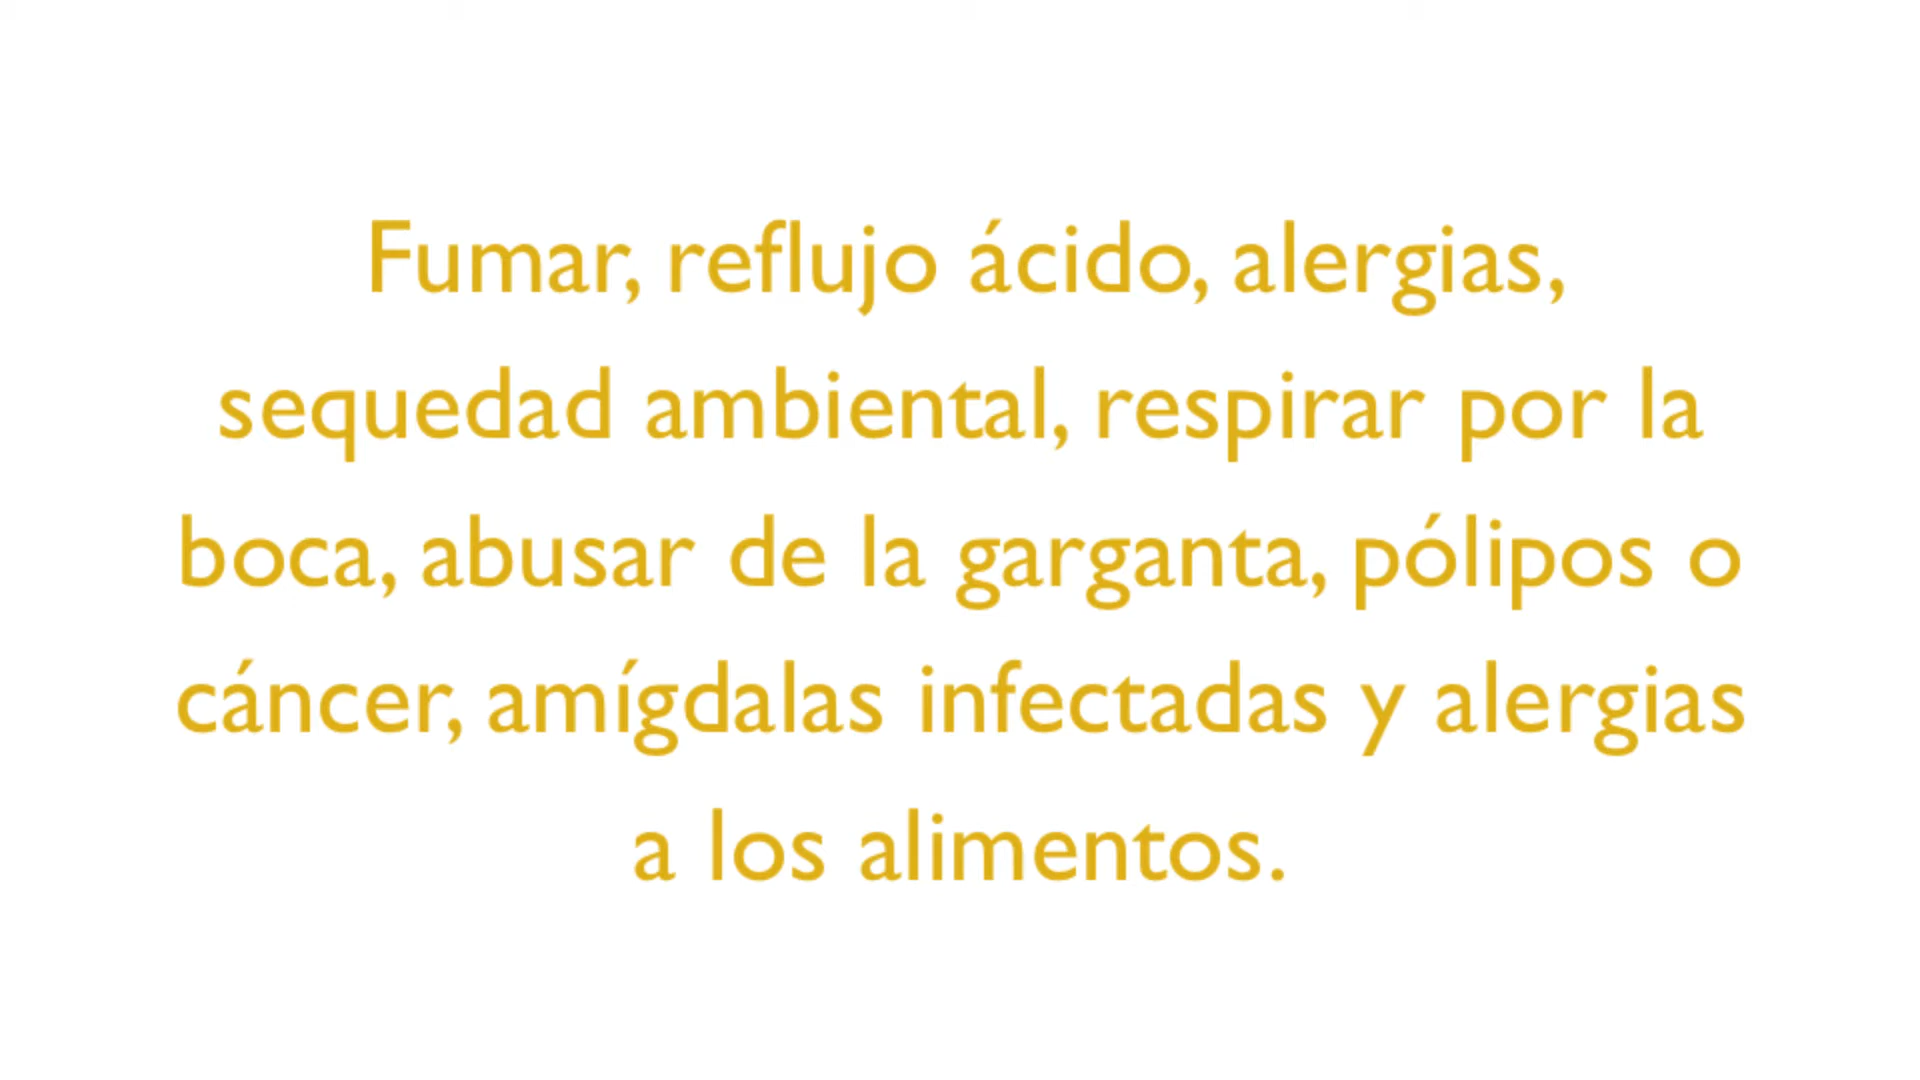 Fumar, reflujo ácido, alergias,
sequedad ambiental, respirar por la
boca, abusar de la garganta, pólipos o
cáncer, amígdalas infectadas y alergias
a los alimentos.